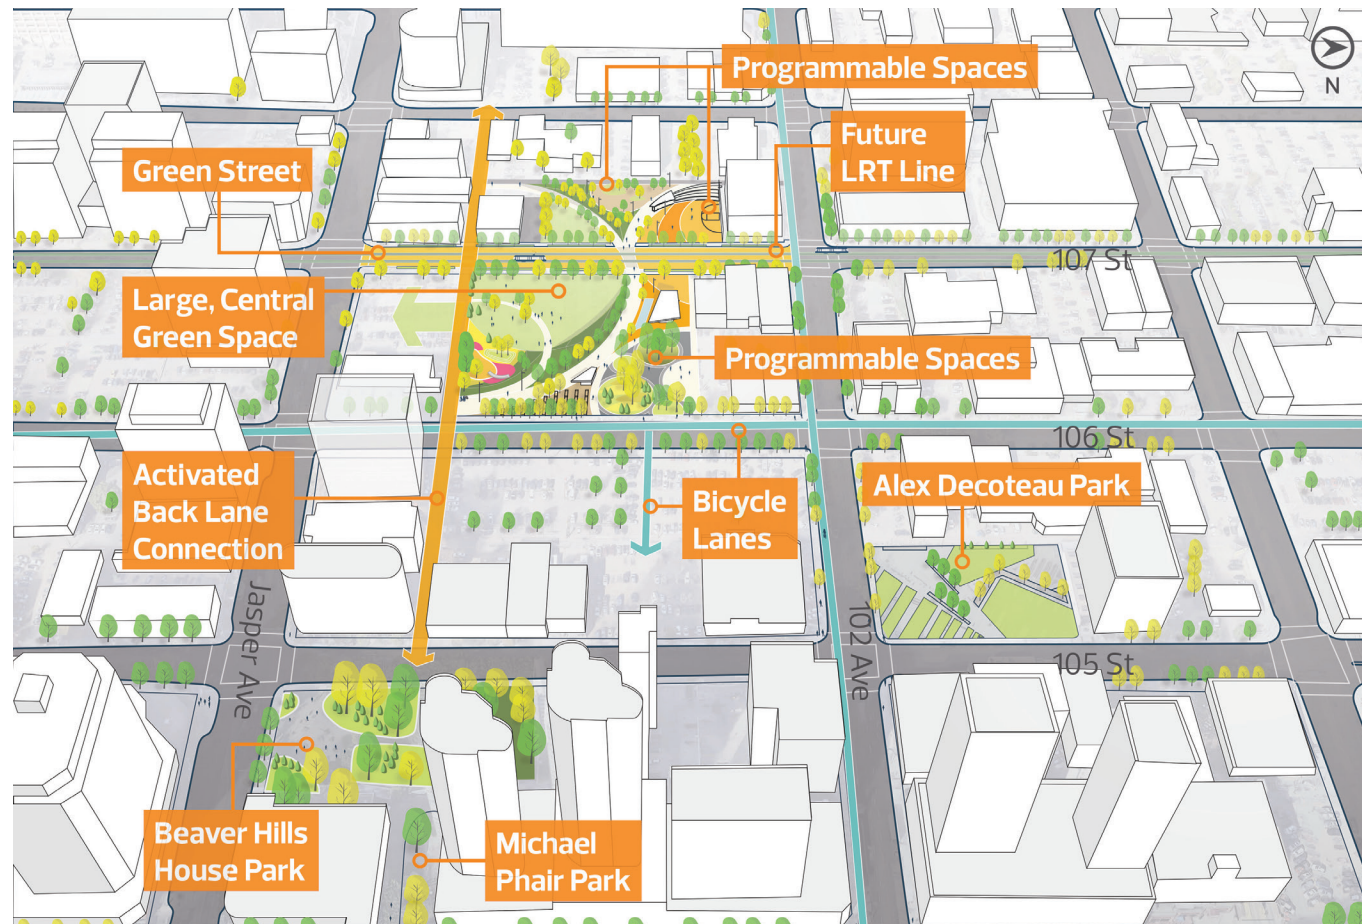 Programmable Spaces
N
Future
LRT Line
Green Street
107 St
Large, Central
Green Space
Programmable Spaces
106 St
Activated
Back Lane
Connection
Bicycle
Lanes
Alex Decoteau Park
Jasper Ave
102 Ave
105 St
Beaver Hills
House Park
Michael
Phair Park